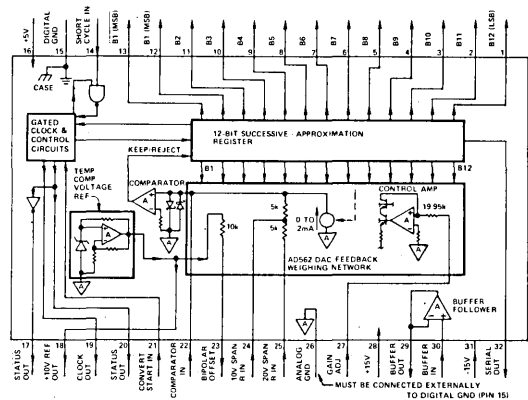 +5V
DIGITAL
GND
SHORT
CYCLE IN
B1 (MSB)
B1 (MSB)
B2
B3
B4
B5
B6
B7
B8
B9
B10
B11
B12 (LSB)
16
15
14
13
12
11
10
9
8
7
6
5
4
3
2
1
CASE
GATED
CLOCK &
CONTROL
CIRCUITS
12-BIT SUCCESSIVE - APPROXIMATION
REGISTER
KEEP/REJECT
B1
B12
TEMP
COMP
VOLTAGE
REF
COMPARATOR
CONTROL AMP
A
A
A
A
A
A
A
A
10k
5k
5k
0 TO
2mA
19 95k
AD562 DAC FEEDBACK
WEIGHING NETWORK
A
A
BUFFER
FOLLOWER
17
18
19
20
21
22
23
24
25
26
27
28
29
30
31
32
STATUS
OUT
+10V REF
OUT
CLOCK OUT
STATUS
OUT
CONVERT
START IN
COMPARATOR
IN
BIPOLAR
OFFSET
10V SPAN
R IN
20V SPAN
R IN
ANALOG
GND
GAIN
ADJ
+15V
BUFFER
OUT
BUFFER
IN
-15V
SERIAL OUT
MUST BE CONNECTED EXTERNALLY
TO DIGITAL GND (PIN 15)